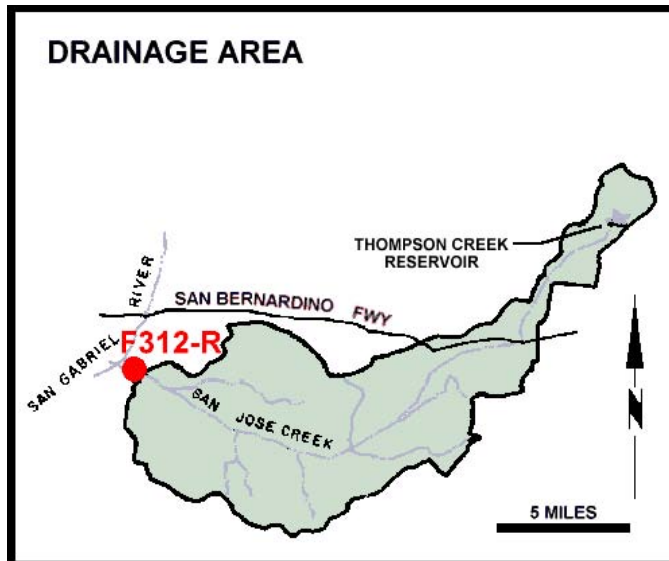 DRAINAGE AREA
THOMPSON CREEK
RESERVOIR
SAN BERNARDINO FWY
SAN GABRIEL RIVER
F312-R
SAN JOSE CREEK
N
5 MILES